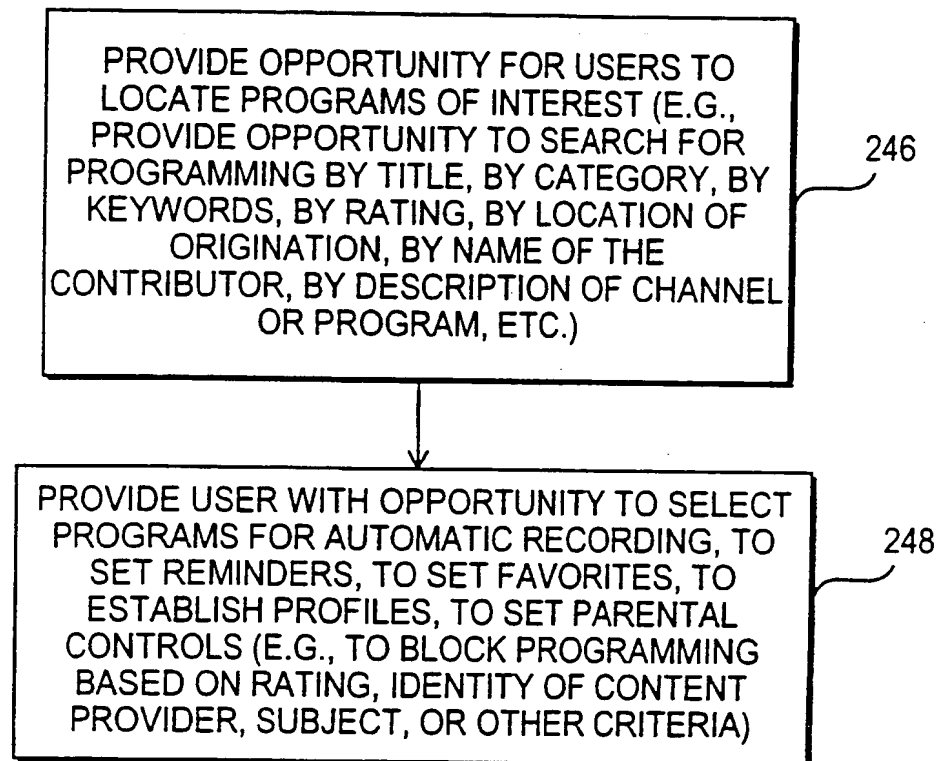 PROVIDE OPPORTUNITY FOR USERS TO
LOCATE PROGRAMS OF INTEREST (E.G.,
PROVIDE OPPORTUNITY TO SEARCH FOR
PROGRAMMING BY TITLE, BY CATEGORY, BY
KEYWORDS, BY RATING, BY LOCATION OF
ORIGINATION, BY NAME OF THE
CONTRIBUTOR, BY DESCRIPTION OF CHANNEL
OR PROGRAM, ETC.)
246
PROVIDE USER WITH OPPORTUNITY TO SELECT
PROGRAMS FOR AUTOMATIC RECORDING, TO
SET REMINDERS, TO SET FAVORITES, TO
ESTABLISH PROFILES, TO SET PARENTAL
CONTROLS (E.G., TO BLOCK PROGRAMMING
BASED ON RATING, IDENTITY OF CONTENT
PROVIDER, SUBJECT, OR OTHER CRITERIA)
248